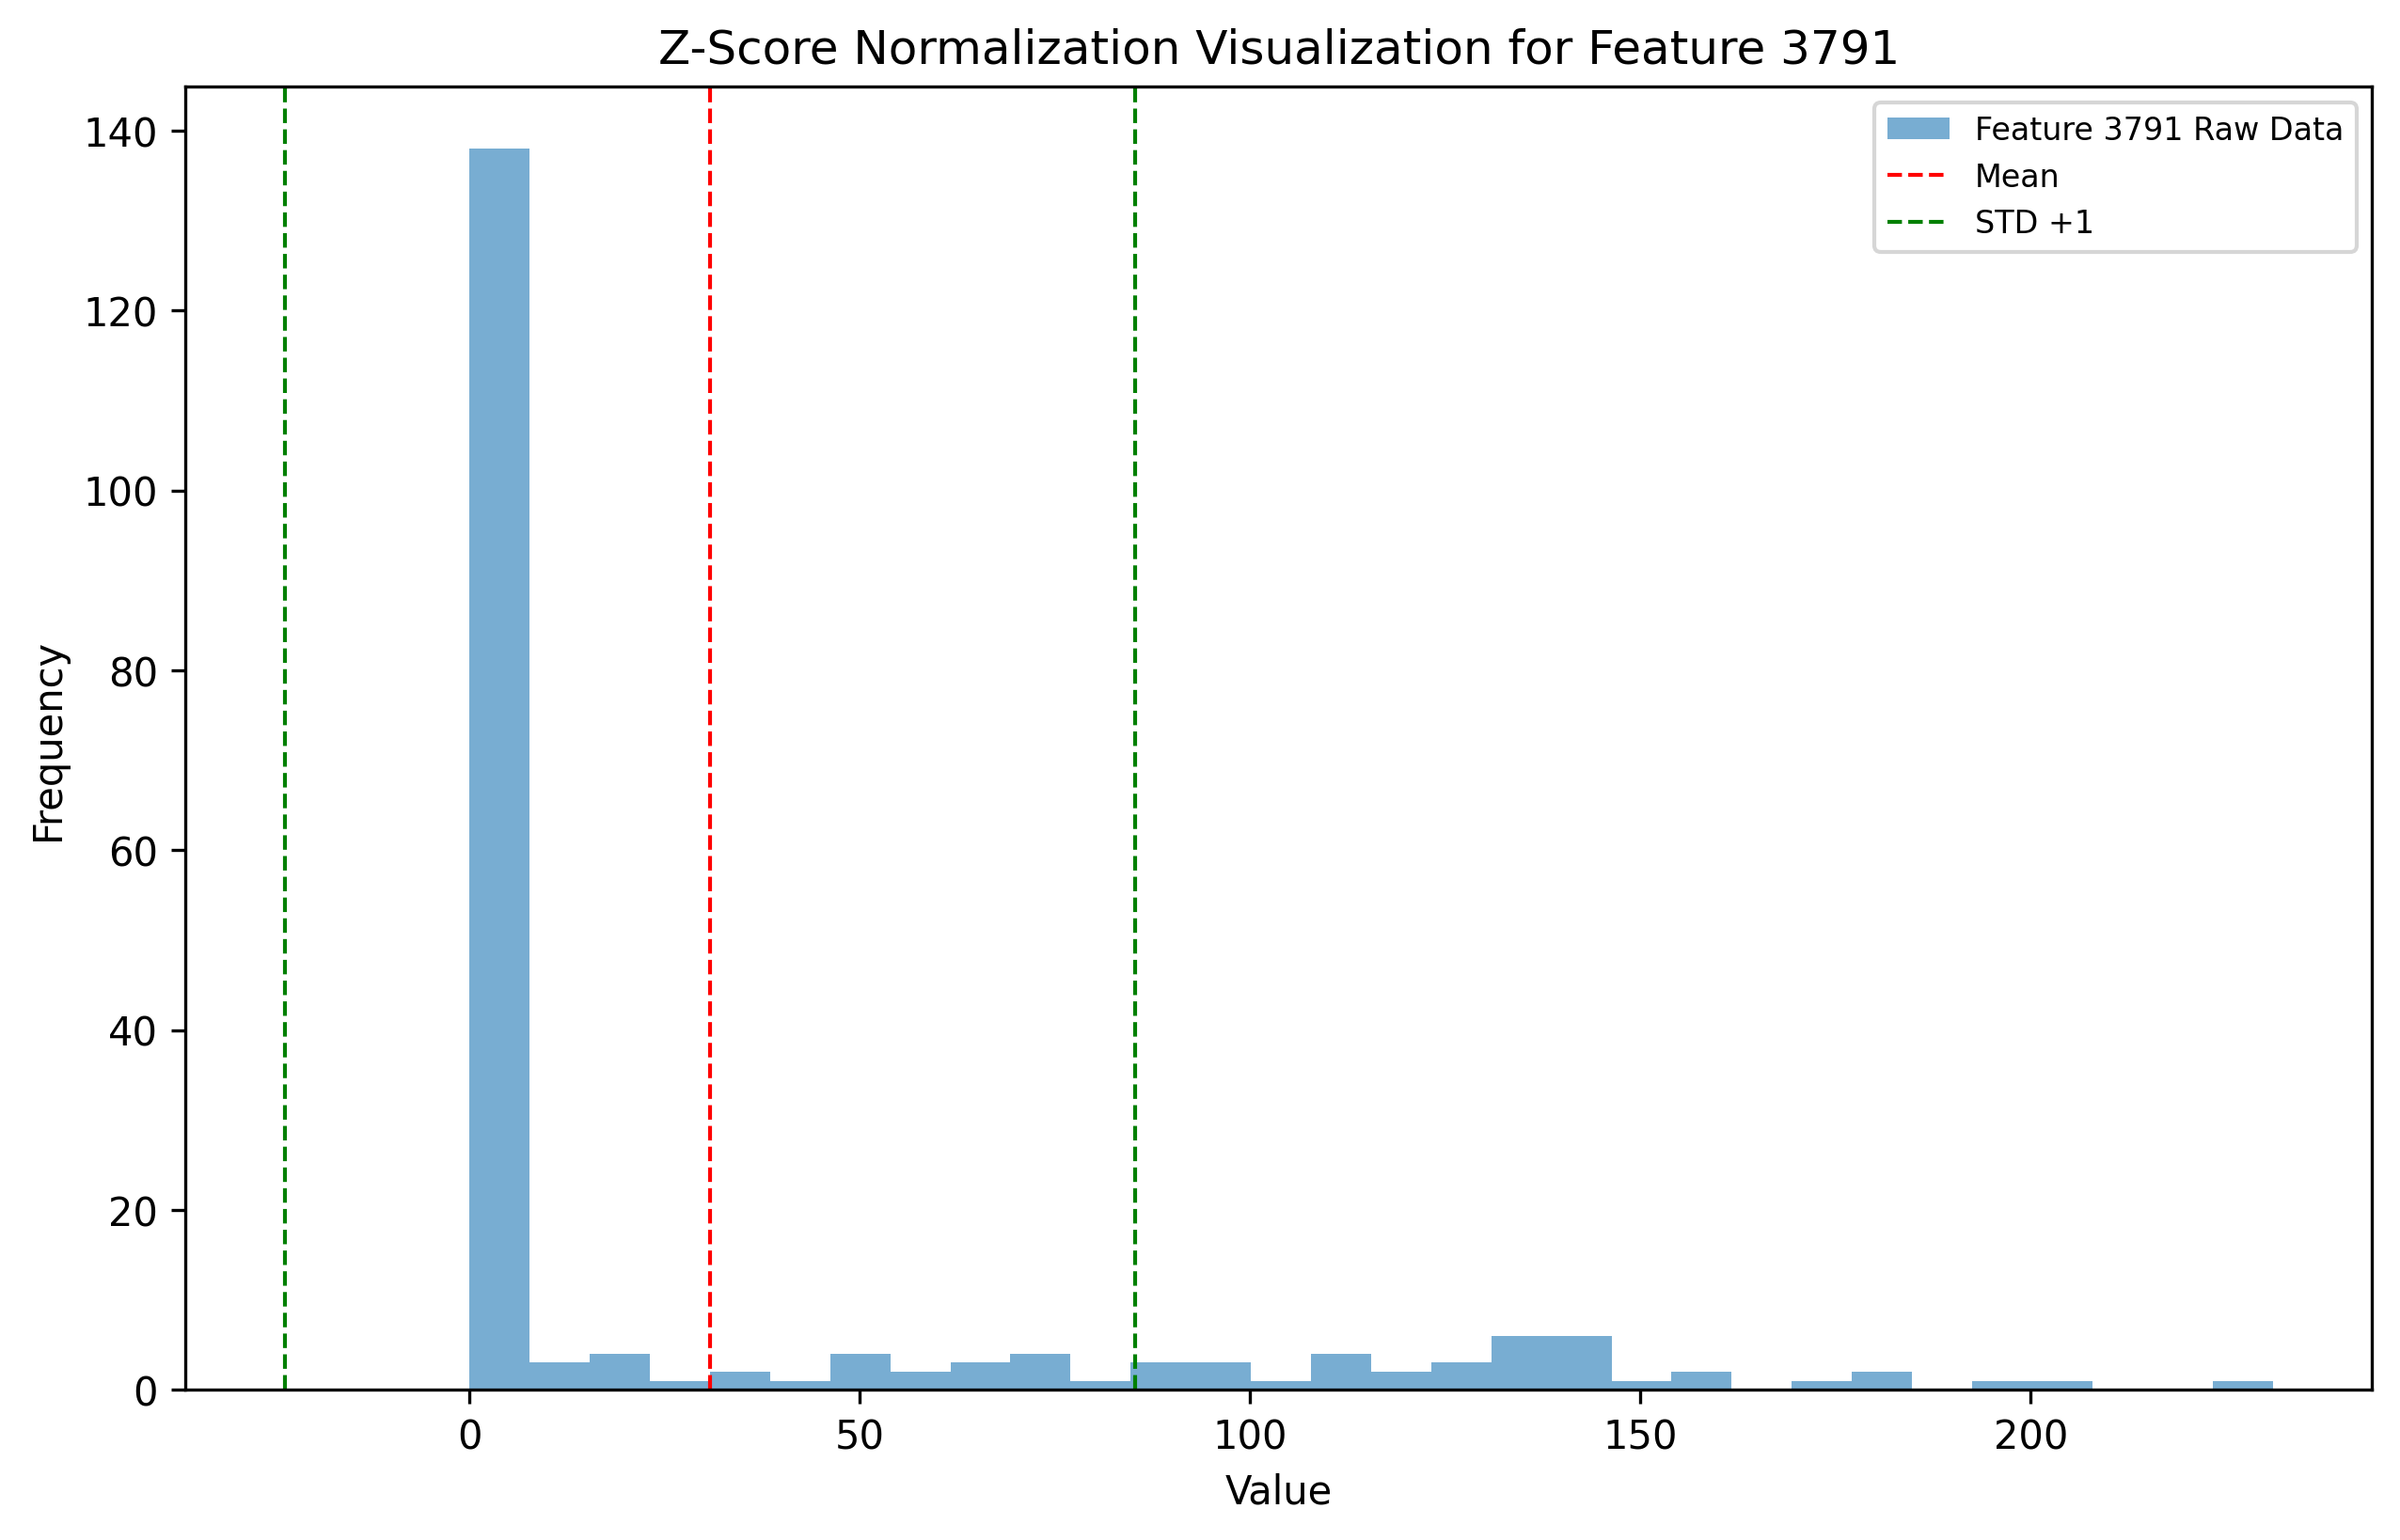 Z-Score Normalization Visualization for Feature 3791
Feature 3791 Raw Data
Mean
STD +1
140
120
100
80
60
40
20
0
Frequency
0 50 100 150 200
Value